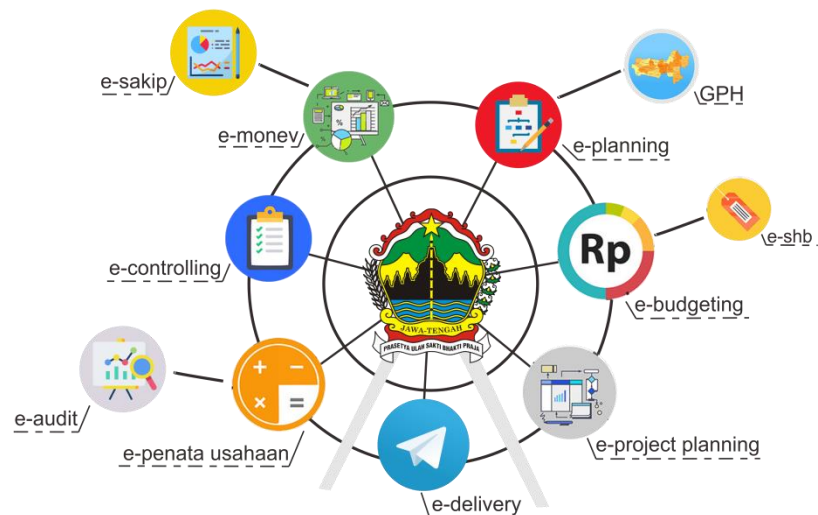 e-sakip
GPH
e-monev
e-planning
e-shb
Rp
e-controlling
e-budgeting
JAWA-TENGAH
PRASETYA ULAH SAKTI BHAKTI PRAJA
+ −
× =
e-audit
e-penata usahaan
e-project planning
e-delivery